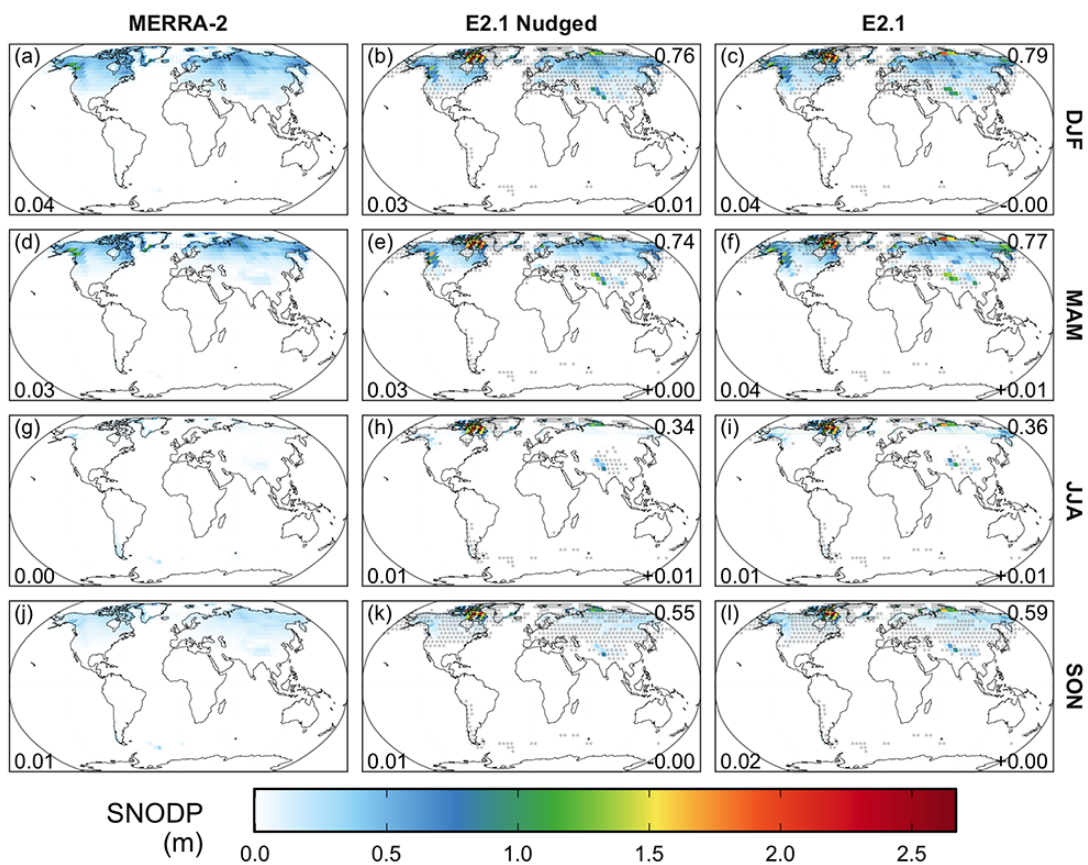 MERRA-2 E2.1 Nudged E2.1
(a) (b) 0.76 (c) 0.79
0.04 0.03 -0.01 0.04 -0.00
DJF
(d) (e) 0.74 (f) 0.77
0.03 0.03 +0.00 0.04 +0.01
MAM
(g) (h) 0.34 (i) 0.36
0.00 0.01 +0.01 0.01 +0.01
JJA
(j) (k) 0.55 (l) 0.59
0.01 0.01 -0.00 0.02 +0.00
SON
SNODP
(m)
0.0 0.5 1.0 1.5 2.0 2.5